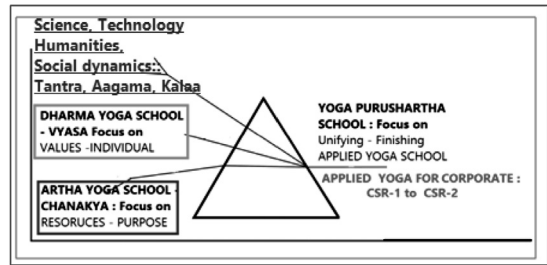 Science, Technology
Humanities,
Social dynamics::
Tantra, Aagama, Kalaa
DHARMA YOGA SCHOOL
- VYASA Focus on
VALUES -INDIVIDUAL
ARTHA YOGA SCHOOL -
CHANAKYA : Focus on
RESORUCES - PURPOSE
YOGA PURUSHARTHA
SCHOOL : Focus on
Unifying - Finishing
APPLIED YOGA SCHOOL
APPLIED YOGA FOR CORPORATE :
CSR-1 to CSR-2